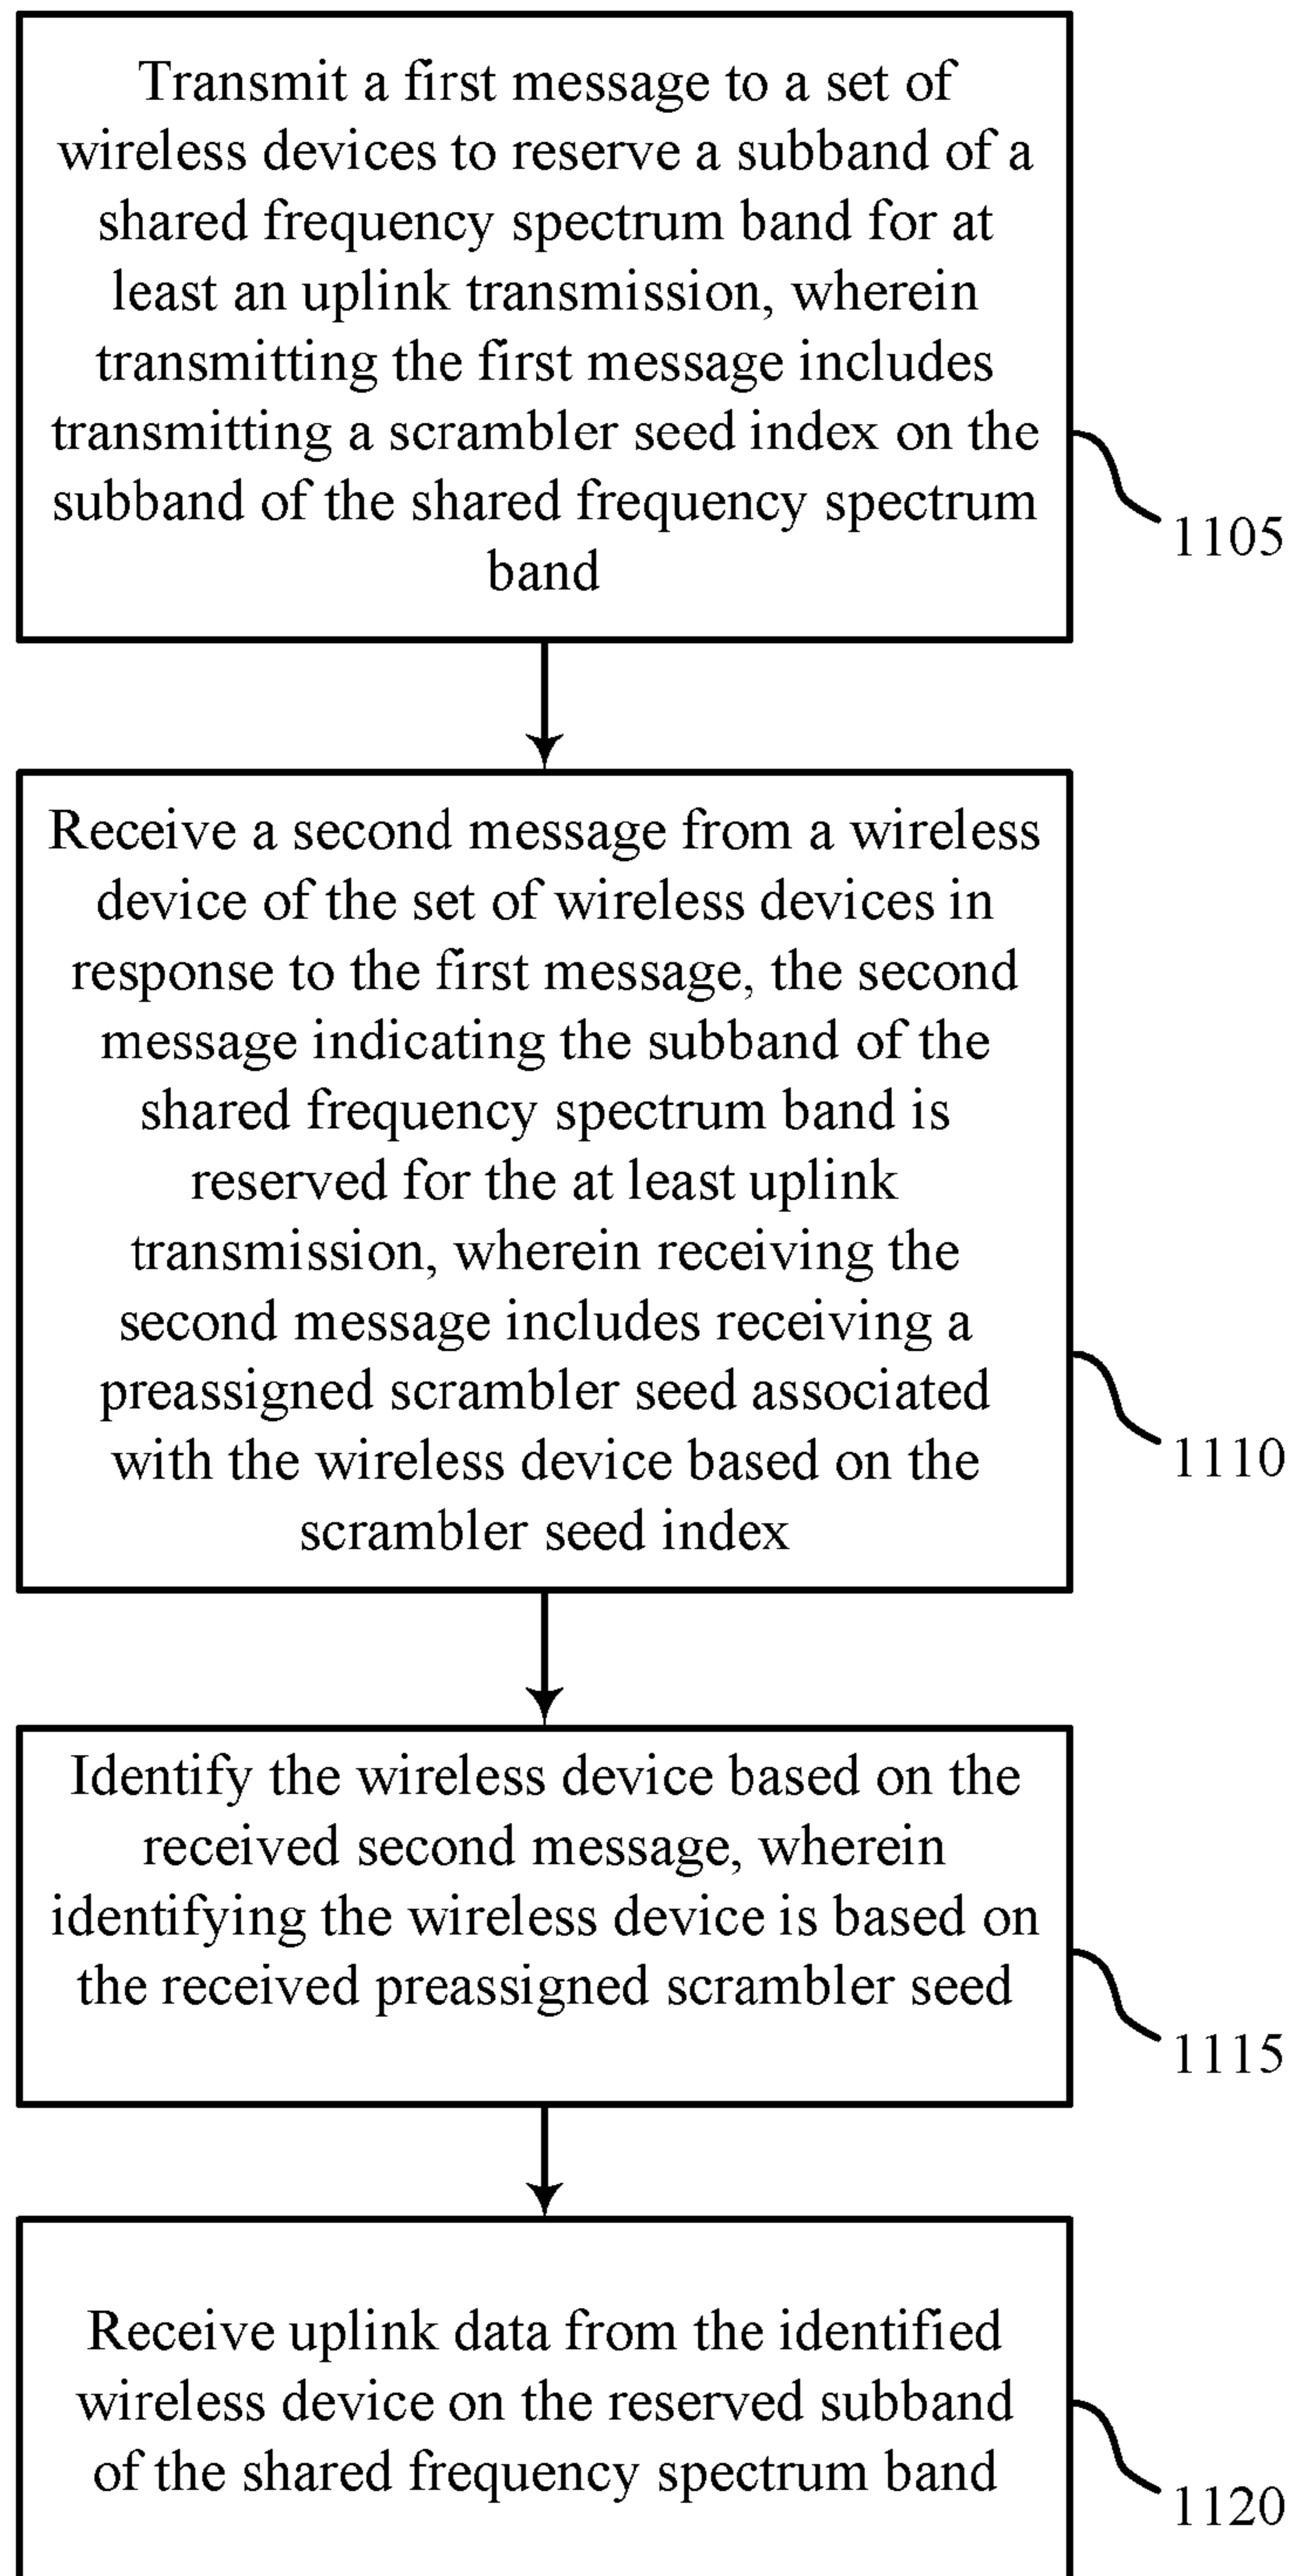 Transmit a first message to a set of
wireless devices to reserve a subband of a
shared frequency spectrum band for at
least an uplink transmission, wherein
transmitting the first message includes
transmitting a scrambler seed index on the
subband of the shared frequency spectrum
band
1105
Receive a second message from a wireless
device of the set of wireless devices in
response to the first message, the second
message indicating the subband of the
shared frequency spectrum band is
reserved for the at least uplink
transmission, wherein receiving the
second message includes receiving a
preassigned scrambler seed associated
with the wireless device based on the
scrambler seed index
1110
Identify the wireless device based on the
received second message, wherein
identifying the wireless device is based on
the received preassigned scrambler seed
1115
Receive uplink data from the identified
wireless device on the reserved subband
of the shared frequency spectrum band
1120